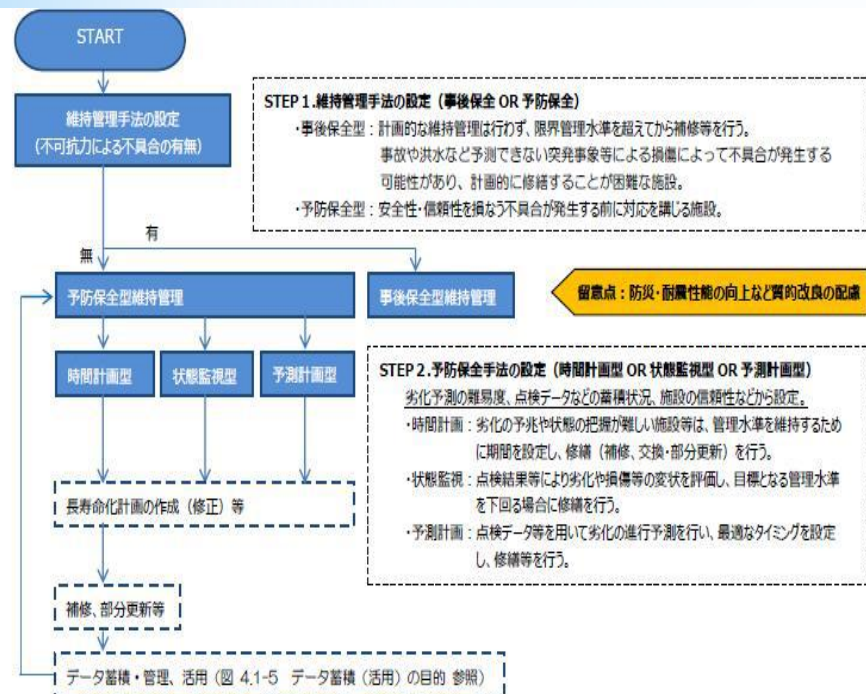 START
維持管理手法の設定
（不可抗力による不具合の有無）
STEP 1.維持管理手法の設定（事後保全 OR 予防保全）
・事後保全型：計画的な維持管理は行わず、限界管理水準を超えてから補修等を行う。
事故や洪水など予測できない突発事象等による損傷によって不具合が発生する
可能性があり、計画的に修繕することが困難な施設。
・予防保全型：安全性・信頼性を損なう不具合が発生する前に対応を講じる施設。
有
無
予防保全型維持管理
事後保全型維持管理
留意点：防災・耐震性能の向上など質的改良の配慮
時間計画型
状態監視型
予測計画型
STEP 2.予防保全手法の設定（時間計画型 OR 状態監視型 OR 予測計画型）
劣化予測の難易度、点検データなどの蓄積状況、施設の信頼性などから設定。
・時間計画：劣化の予兆や状態の把握が難しい施設等は、管理水準を維持するため
に期間を設定し、修繕（補修、交換・部分更新）を行う。
・状態監視：点検結果等により劣化や損傷等の変状を評価し、目標となる管理水準
を下回る場合に修繕を行う。
・予測計画：点検データ等を用いて劣化の進行予測を行い、最適なタイミングを設定
し、修繕等を行う。
長寿命化計画の作成（修正）等
補修、部分更新等
データ蓄積・管理、活用（図 4.1-5 データ蓄積（活用）の目的 参照）